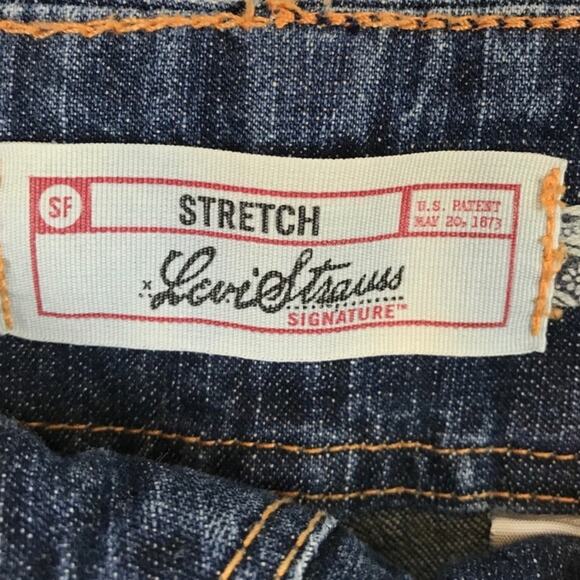 SF
STRETCH
U.S. PATENT
MAY 20, 1873
x Levi Strauss
SIGNATURE™